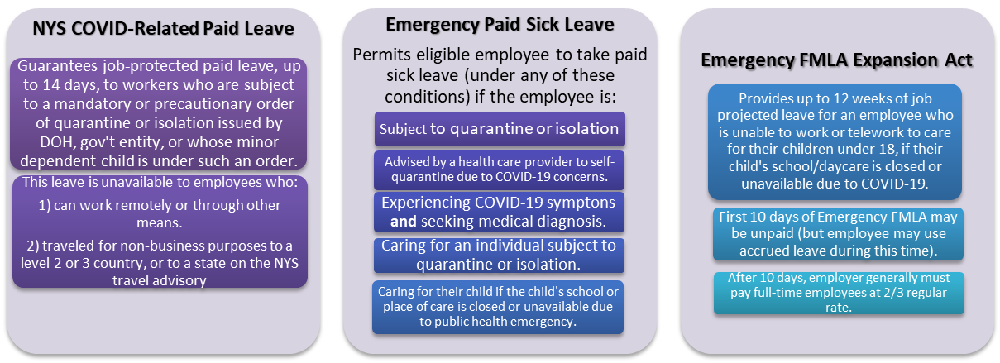 NYS COVID-Related Paid Leave
Guarantees job-protected paid leave, up
to 14 days, to workers who are subject
to a mandatory or precautionary order
of quarantine or isolation issued by
DOH, gov't entity, or whose minor
dependent child is under such an order.
This leave is unavailable to employees who:
1) can work remotely or through other
means.
2) traveled for non-business purposes to a
level 2 or 3 country, or to a state on the NYS
travel advisory
Emergency Paid Sick Leave
Permits eligible employee to take paid
sick leave (under any of these
conditions) if the employee is:
Subject to quarantine or isolation
Advised by a health care provider to self-
quarantine due to COVID-19 concerns.
Experiencing COVID-19 symptons
and seeking medical diagnosis.
Caring for an individual subject to
quarantine or isolation.
Caring for their child if the child's school or
place of care is closed or unavailable due
to public health emergency.
Emergency FMLA Expansion Act
Provides up to 12 weeks of job
projected leave for an employee who
is unable to work or telework to care
for their children under 18, if their
child's school/daycare is closed or
unavailable due to COVID-19.
First 10 days of Emergency FMLA may
be unpaid (but employee may use
accrued leave during this time).
After 10 days, employer generally must
pay full-time employees at 2/3 regular
rate.